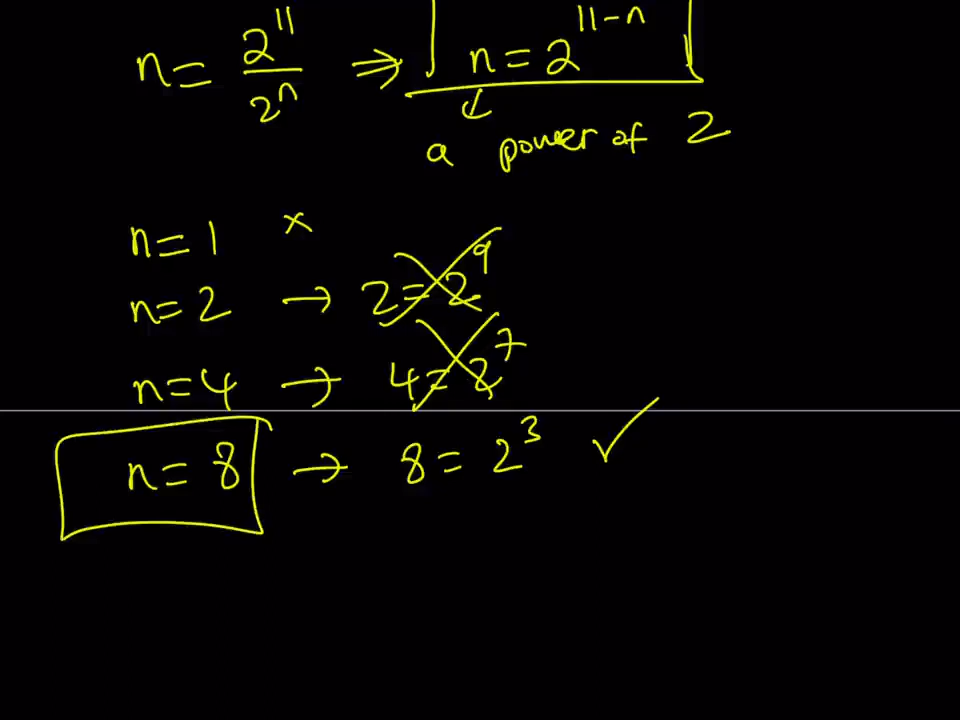 n = 2^11 / 2^n ⇒ n = 2^(11-n)
a power of 2
n = 1 ×
n = 2 → 2 = 2^9
n = 4 → 4 = 2^7
n = 8 → 8 = 2^3 ✓